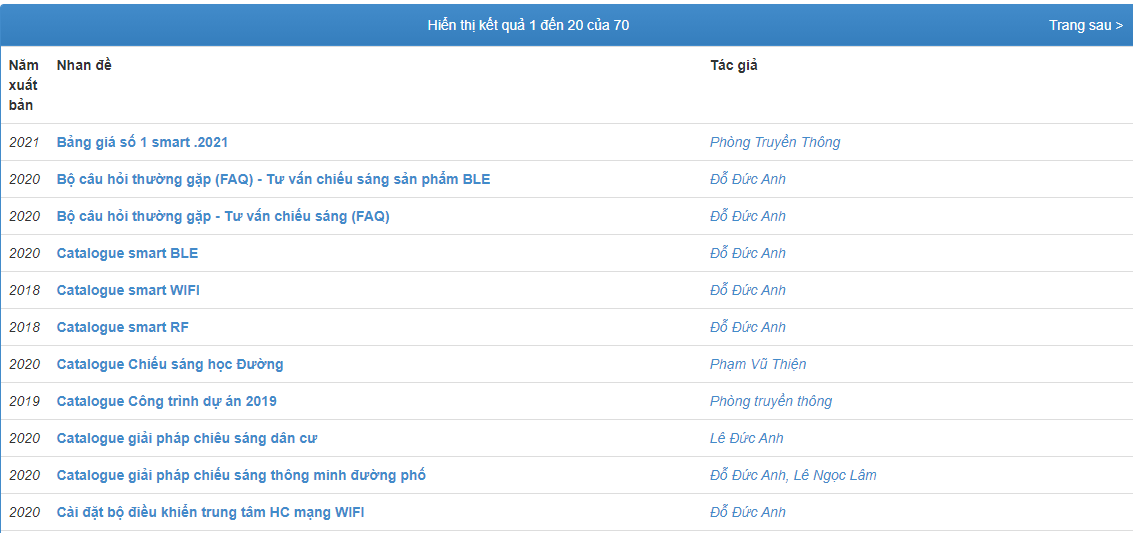 Hiển thị kết quả 1 đến 20 của 70 Trang sau >
Năm xuất bản Nhan đề Tác giả
2021 Bảng giá số 1 smart .2021 Phòng Truyền Thông
2020 Bộ câu hỏi thường gặp (FAQ) - Tư vấn chiếu sáng sản phẩm BLE Đỗ Đức Anh
2020 Bộ câu hỏi thường gặp - Tư vấn chiếu sáng (FAQ) Đỗ Đức Anh
2020 Catalogue smart BLE Đỗ Đức Anh
2018 Catalogue smart WIFI Đỗ Đức Anh
2018 Catalogue smart RF Đỗ Đức Anh
2020 Catalogue Chiếu sáng học Đường Phạm Vũ Thiện
2019 Catalogue Công trình dự án 2019 Phòng truyền thông
2020 Catalogue giải pháp chiêu sáng dân cư Lê Đức Anh
2020 Catalogue giải pháp chiếu sáng thông minh đường phố Đỗ Đức Anh, Lê Ngọc Lâm
2020 Cài đặt bộ điều khiển trung tâm HC mạng WIFI Đỗ Đức Anh